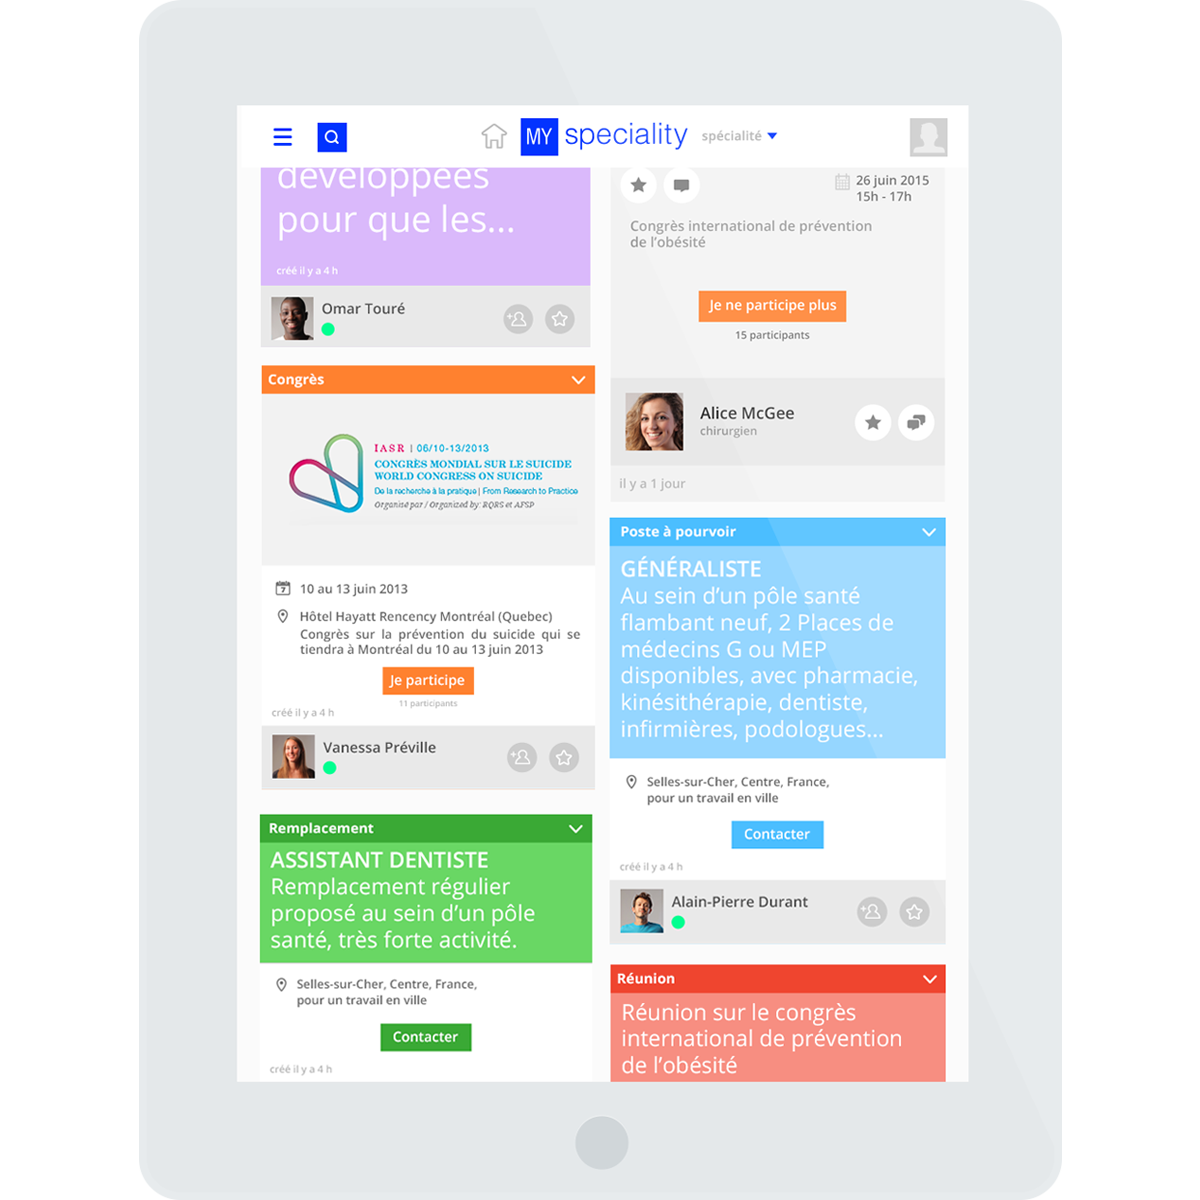 MY speciality spécialité
développées
pour que les...
créé il y a 4 h
Omar Touré
Congrès
IASR | 06/10-13/2013
CONGRÈS MONDIAL SUR LE SUICIDE
WORLD CONGRESS ON SUICIDE
De la recherche à la pratique | From Research to Practice
Organisé par / Organized by: RQRS et AFSP
7 10 au 13 juin 2013
Hôtel Hayatt Rencency Montréal (Quebec)
Congrès sur la prévention du suicide qui se
tiendra à Montréal du 10 au 13 juin 2013
Je participe
11 participants
créé il y a 4 h
Vanessa Préville
Remplacement
ASSISTANT DENTISTE
Remplacement régulier
proposé au sein d'un pôle
santé, très forte activité.
Selles-sur-Cher, Centre, France,
pour un travail en ville
Contacter
créé il y a 4 h
26 juin 2015
15h - 17h
Congrès international de prévention
de l'obésité
Je ne participe plus
15 participants
Alice McGee
chirurgien
il y a 1 jour
Poste à pourvoir
GÉNÉRALISTE
Au sein d'un pôle santé
flambant neuf, 2 Places de
médecins G ou MEP
disponibles, avec pharmacie,
kinésithérapie, dentiste,
infirmières, podologues...
Selles-sur-Cher, Centre, France,
pour un travail en ville
Contacter
créé il y a 4 h
Alain-Pierre Durant
Réunion
Réunion sur le congrès
international de prévention
de l'obésité